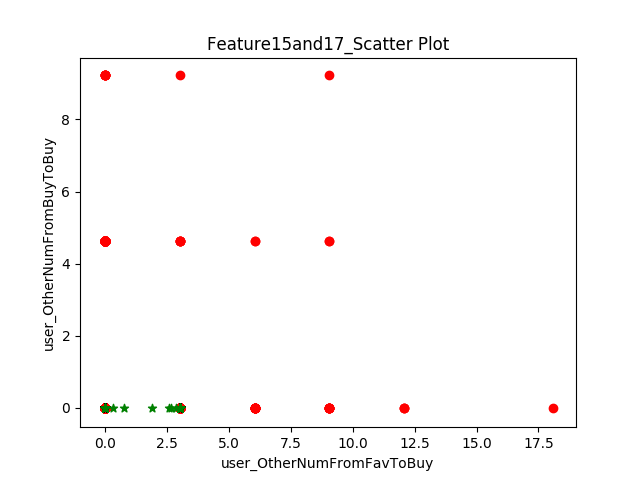 Feature15and17_Scatter Plot
user_OtherNumFromBuyToBuy
8
6
4
2
0
0.0 2.5 5.0 7.5 10.0 12.5 15.0 17.5
user_OtherNumFromFavToBuy